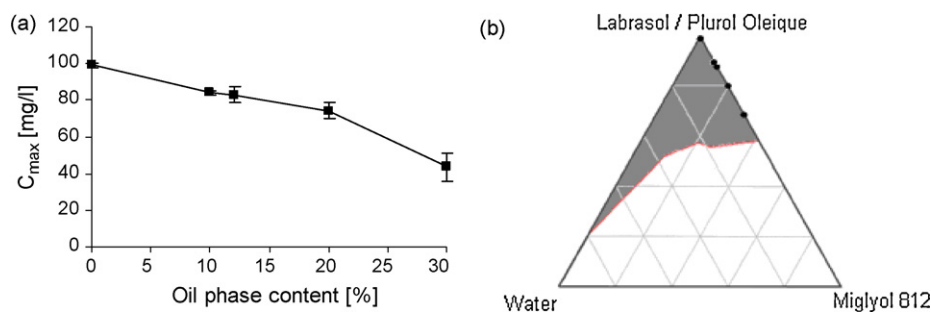 (a)
120
100
80
60
40
20
0
C max [mg/l]
0 5 10 15 20 25 30
Oil phase content [%]
(b)
Labrasol / Plurol Oleique
Water
Miglyol 812